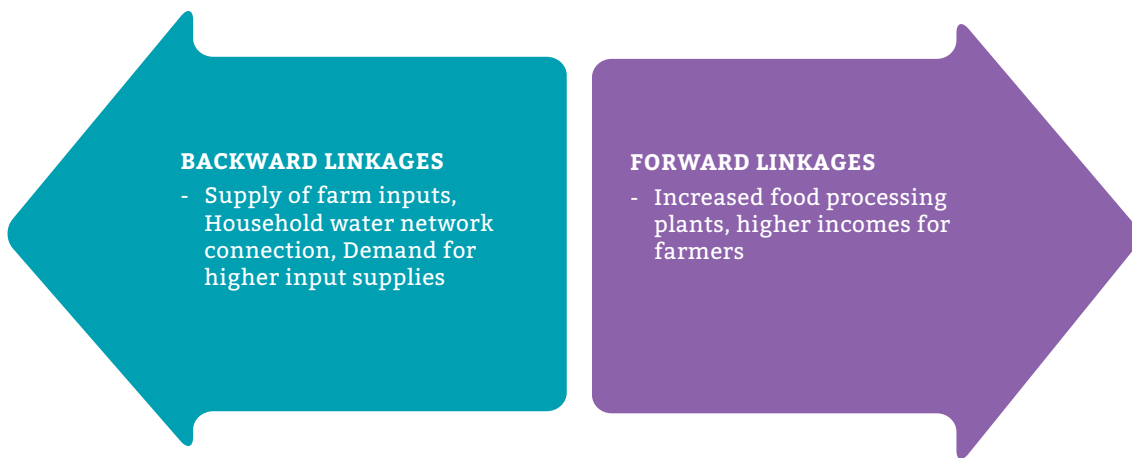 BACKWARD LINKAGES
- Supply of farm inputs,
Household water network
connection, Demand for
higher input supplies
FORWARD LINKAGES
- Increased food processing
plants, higher incomes for
farmers